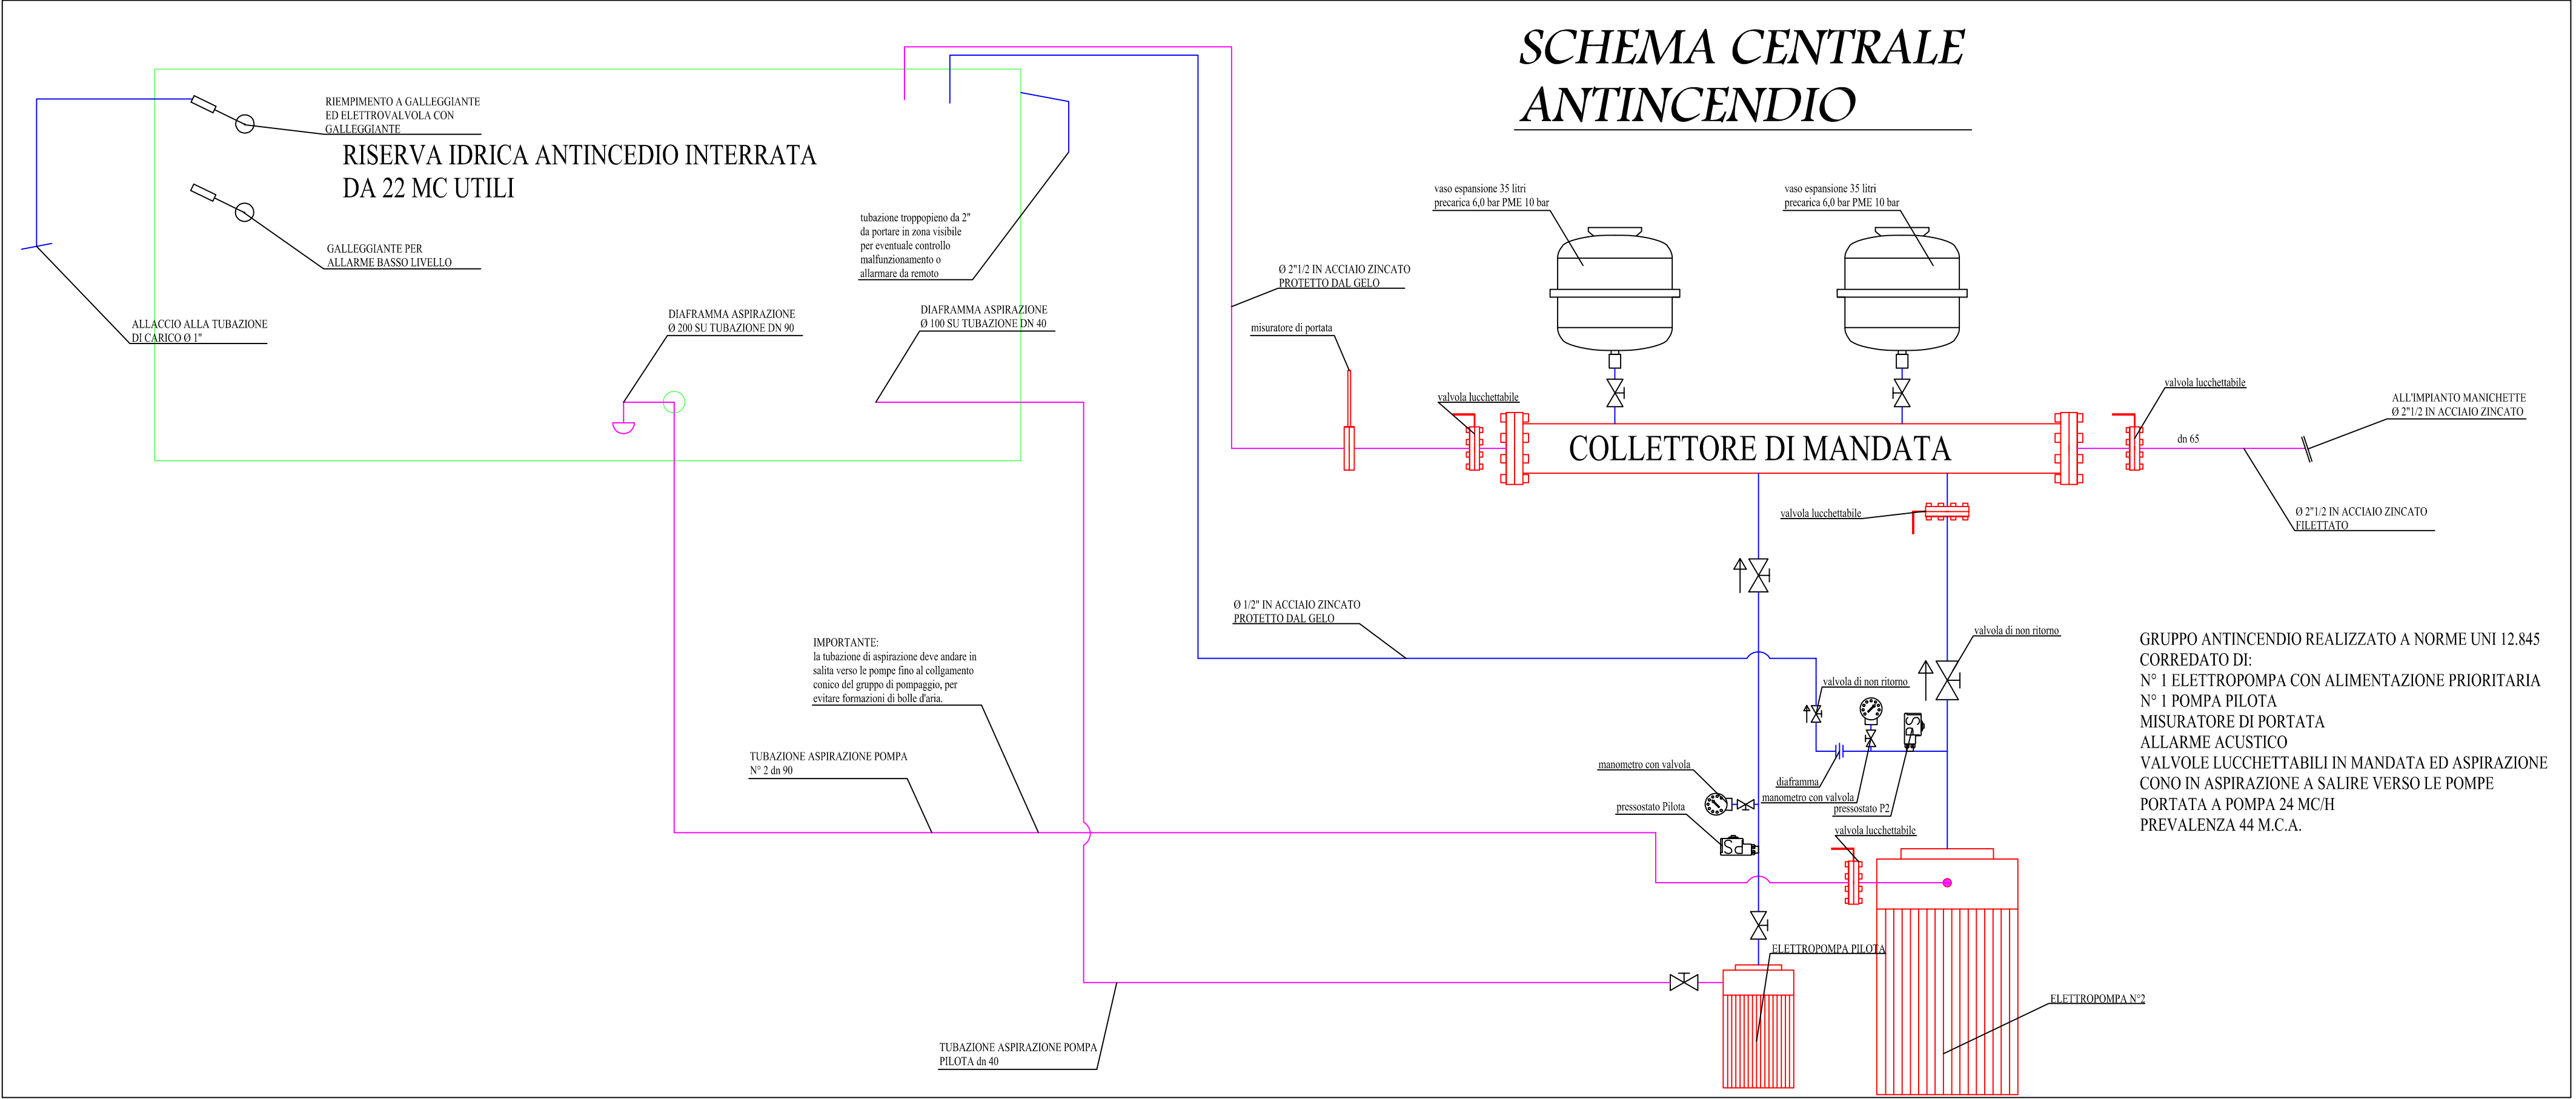 SCHEMA CENTRALE
ANTINCENDIO
RIEMPIMENTO A GALLEGGIANTE
ED ELETTROVALVOLA CON
GALLEGGIANTE
RISERVA IDRICA ANTINCEDIO INTERRATA
DA 22 MC UTILI
GALLEGGIANTE PER
ALLARME BASSO LIVELLO
ALLACCIO ALLA TUBAZIONE
DI CARICO Ø 1"
tubazione troppopieno da 2"
da portare in zona visibile
per eventuale controllo
malfunzionamento o
allarmare da remoto
DIAFRAMMA ASPIRAZIONE
Ø 200 SU TUBAZIONE DN 90
DIAFRAMMA ASPIRAZIONE
Ø 100 SU TUBAZIONE DN 40
Ø 2"1/2 IN ACCIAIO ZINCATO
PROTETTO DAL GELO
misuratore di portata
vaso espansione 35 litri
precarica 6,0 bar PME 10 bar
vaso espansione 35 litri
precarica 6,0 bar PME 10 bar
valvola lucchettabile
COLLETTORE DI MANDATA
valvola lucchettabile
dn 65
ALL'IMPIANTO MANICHETTE
Ø 2"1/2 IN ACCIAIO ZINCATO
Ø 2"1/2 IN ACCIAIO ZINCATO
FILETTATO
valvola lucchettabile
Ø 1/2" IN ACCIAIO ZINCATO
PROTETTO DAL GELO
valvola di non ritorno
valvola di non ritorno
IMPORTANTE:
la tubazione di aspirazione deve andare in
salita verso le pompe fino al collgamento
conico del gruppo di pompaggio, per
evitare formazioni di bolle d'aria.
TUBAZIONE ASPIRAZIONE POMPA
N° 2 dn 90
manometro con valvola
diaframma
manometro con valvola
PS
pressostato P2
pressostato Pilota
PS
valvola lucchettabile
ELETTROPOMPA PILOTA
ELETTROPOMPA N°2
TUBAZIONE ASPIRAZIONE POMPA
PILOTA dn 40
GRUPPO ANTINCENDIO REALIZZATO A NORME UNI 12.845
CORREDATO DI:
N° 1 ELETTROPOMPA CON ALIMENTAZIONE PRIORITARIA
N° 1 POMPA PILOTA
MISURATORE DI PORTATA
ALLARME ACUSTICO
VALVOLE LUCCHETTABILI IN MANDATA ED ASPIRAZIONE
CONO IN ASPIRAZIONE A SALIRE VERSO LE POMPE
PORTATA A POMPA 24 MC/H
PREVALENZA 44 M.C.A.